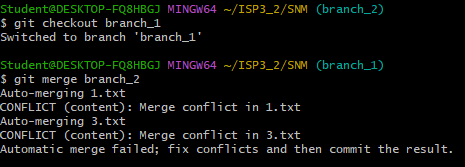 Student@DESKTOP-FQ8HBGJ MINGW64 ~/ISP3_2/SNM (branch_2)
$ git checkout branch_1
Switched to branch 'branch_1'
Student@DESKTOP-FQ8HBGJ MINGW64 ~/ISP3_2/SNM (branch_1)
$ git merge branch_2
Auto-merging 1.txt
CONFLICT (content): Merge conflict in 1.txt
Auto-merging 3.txt
CONFLICT (content): Merge conflict in 3.txt
Automatic merge failed; fix conflicts and then commit the result.